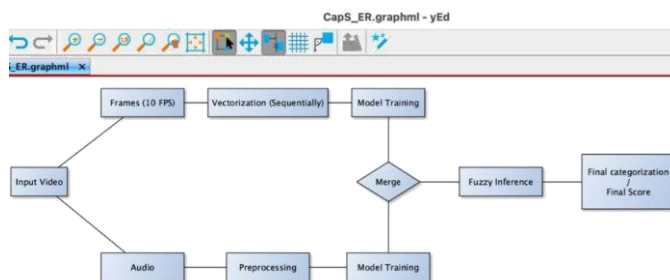 CapS_ER.graphml - yEd
S_ER.graphml X
Frames (10 FPS)
Vectorization (Sequentially)
Model Training
Input Video
Merge
Fuzzy Inference
Final categorization
/
Final Score
Audio
Preprocessing
Model Training